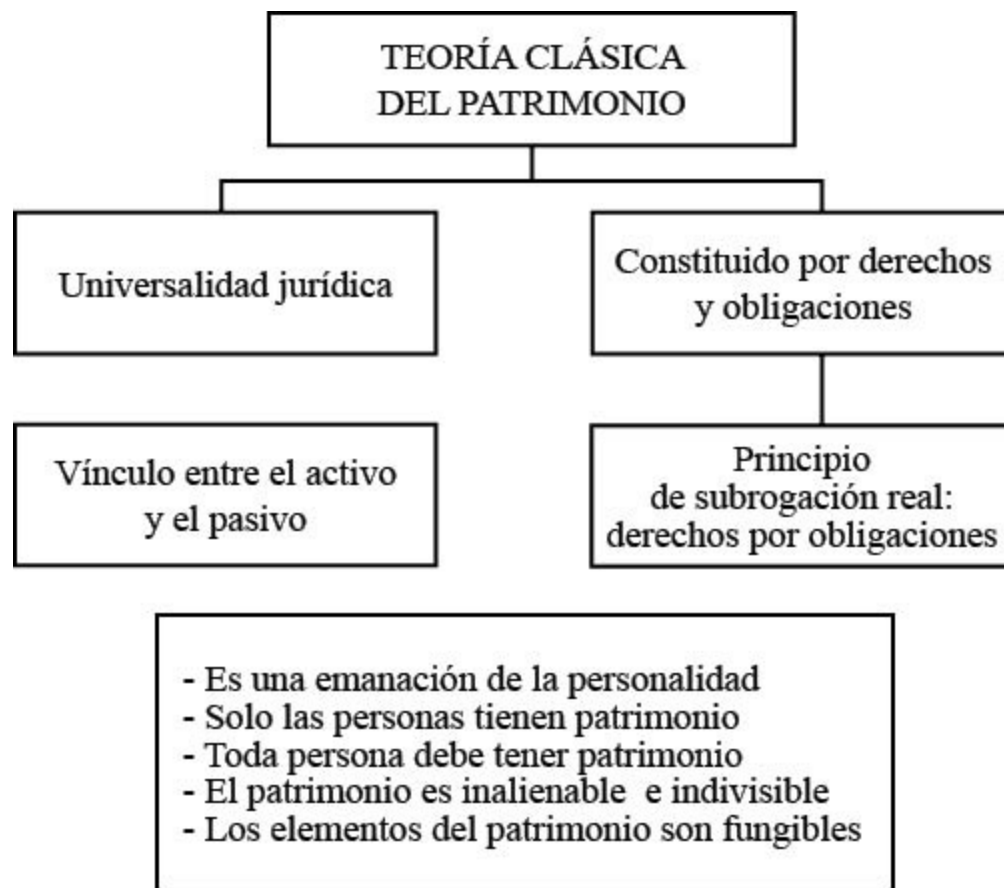 TEORÍA CLÁSICA
DEL PATRIMONIO
Universalidad jurídica
Constituido por derechos
y obligaciones
Vínculo entre el activo
y el pasivo
Principio
de subrogación real:
derechos por obligaciones
- Es una emanación de la personalidad
- Solo las personas tienen patrimonio
- Toda persona debe tener patrimonio
- El patrimonio es inalienable e indivisible
- Los elementos del patrimonio son fungibles